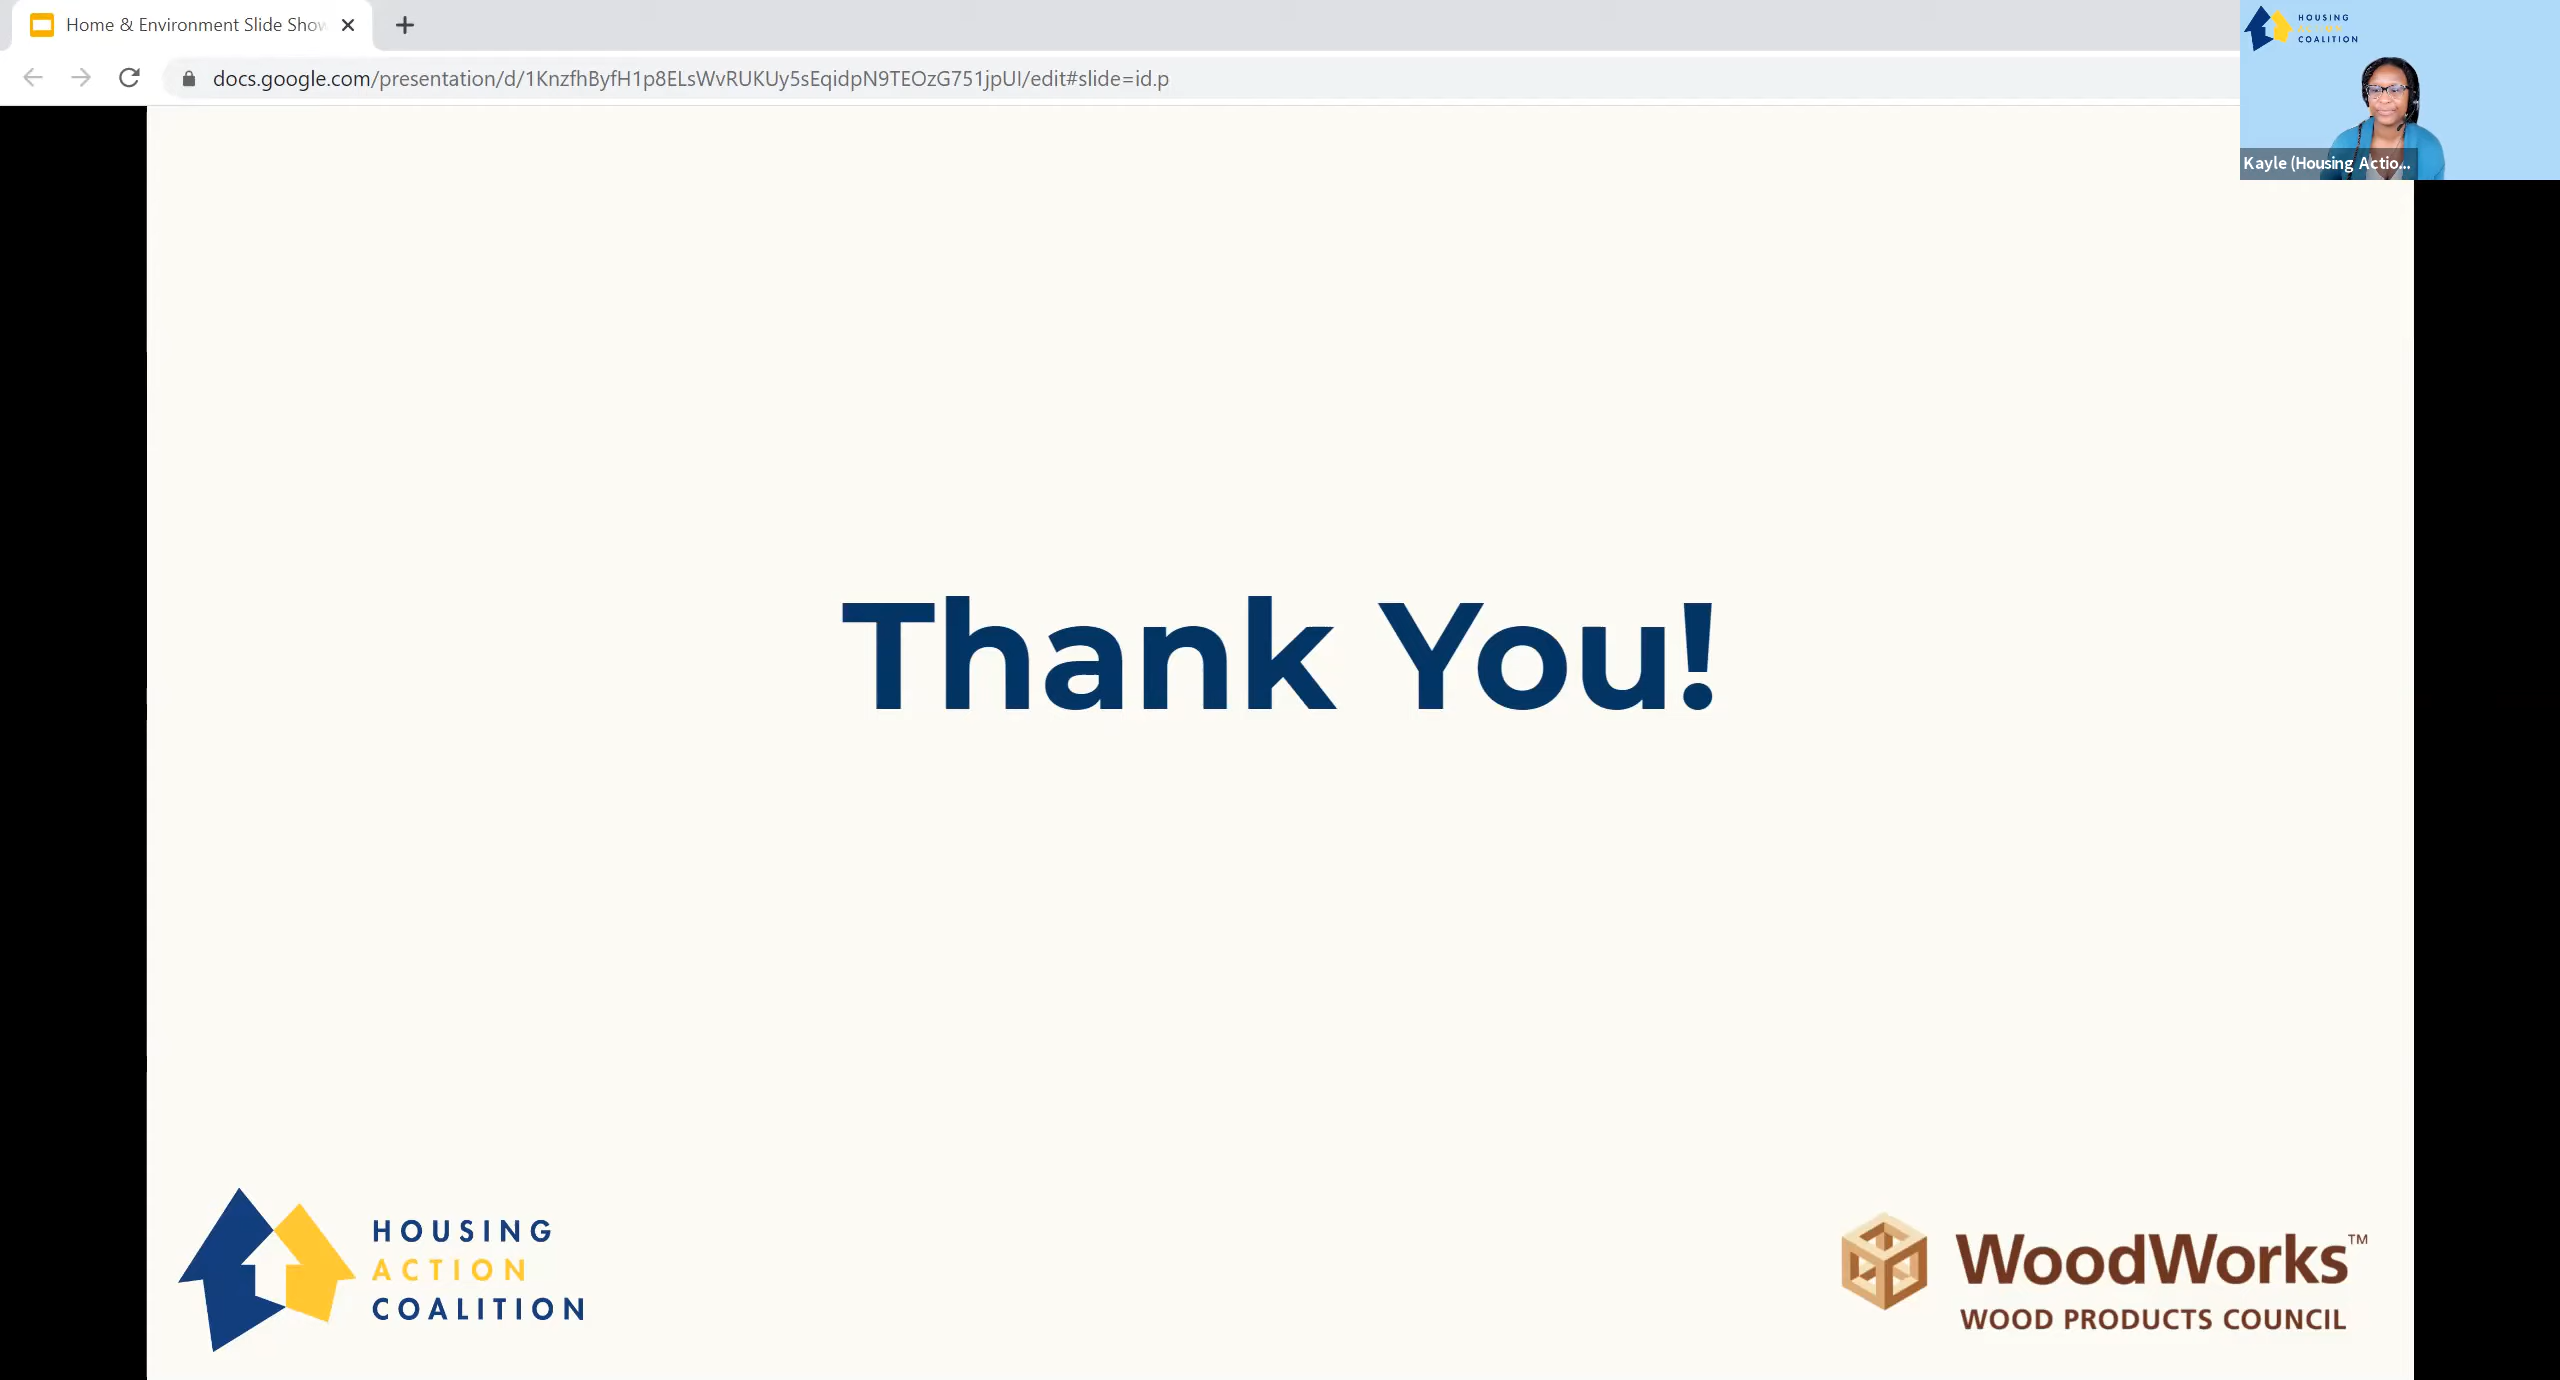 Home & Environment Slide Show
docs.google.com/presentation/d/1KnzfhByfH1p8ELsWvRUKUy5sEqidpN9TEOzG751jpUI/edit#slide=id.p
HOUSING
ACTION
COALITION
Kayle (Housing Actio...
Thank You!
HOUSING
ACTION
COALITION
WoodWorks™
WOOD PRODUCTS COUNCIL